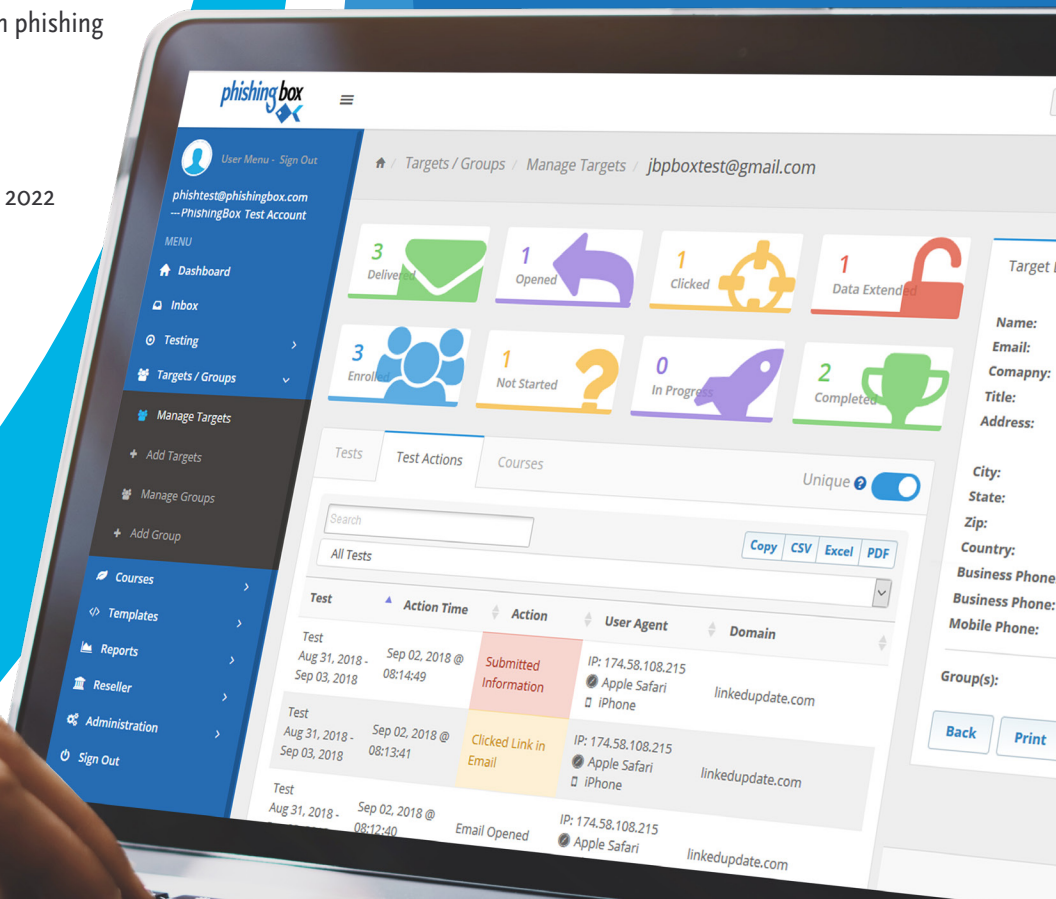 n phishing
2022
phishingbox
User Menu - Sign Out
phishtest@phishingbox.com
---PhishingBox Test Account
MENU
Dashboard
Inbox
Testing
Targets / Groups
Manage Targets
Add Targets
Manage Groups
Add Group
Courses
Templates
Reports
Reseller
Administration
Sign Out
/ Targets / Groups / Manage Targets / jbpboxtest@gmail.com
3
Delivered
1
Opened
1
Clicked
1
Data Extended
3
Enrolled
1
Not Started
0
In Progress
2
Completed
Tests Test Actions Courses Unique
Search
Copy CSV Excel PDF
All Tests
Test Action Time Action User Agent Domain
Test
Aug 31, 2018 -
Sep 03, 2018
Sep 02, 2018 @
08:14:49
Submitted
Information
IP: 174.58.108.215
Apple Safari
iPhone
linkedupdate.com
Test
Aug 31, 2018 -
Sep 03, 2018
Sep 02, 2018 @
08:13:41
Clicked Link in
Email
IP: 174.58.108.215
Apple Safari
iPhone
linkedupdate.com
Test
Aug 31, 2018 -
Sep 02, 2018 @
08:12:40
Email Opened
IP: 174.58.108.215
Apple Safari
linkedupdate.com
Target
Name:
Email:
Comapny:
Title:
Address:
City:
State:
Zip:
Country:
Business Phone:
Business Phone:
Mobile Phone:
Group(s):
Back Print